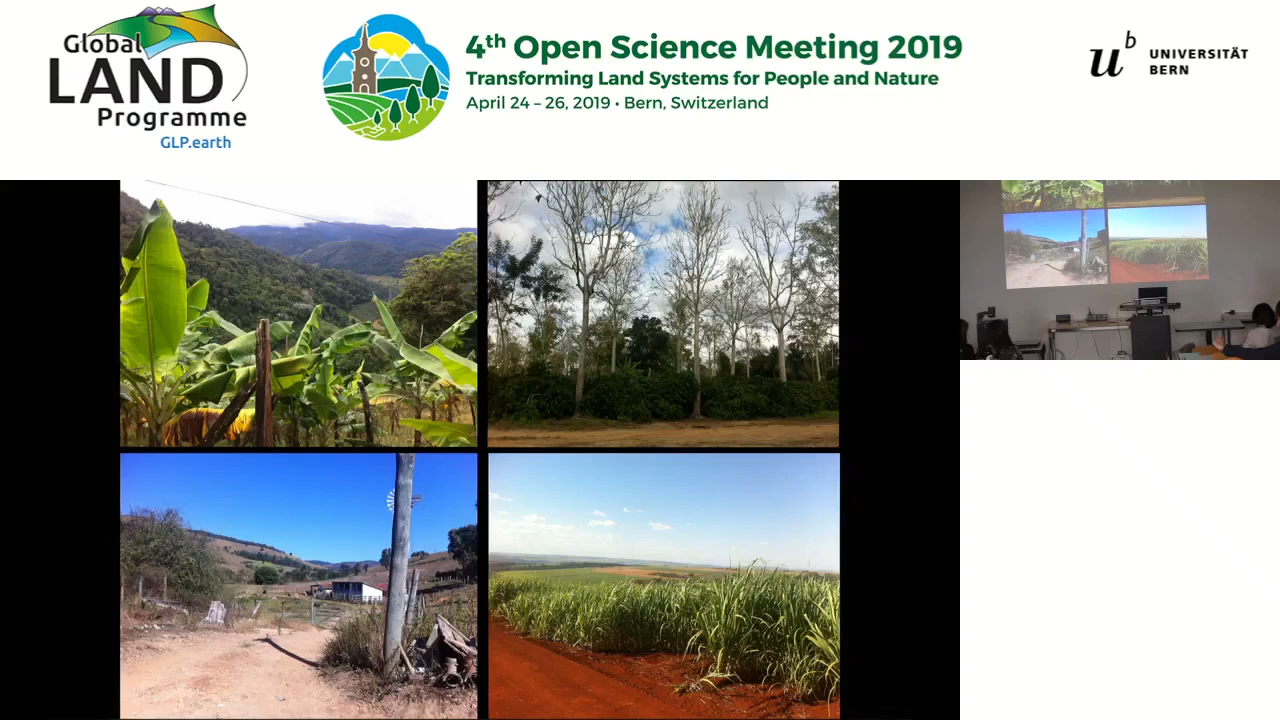 Global
LAND
Programme
GLP.earth
4th Open Science Meeting 2019
Transforming Land Systems for People and Nature
April 24 – 26, 2019 • Bern, Switzerland
u b
UNIVERSITÄT
BERN